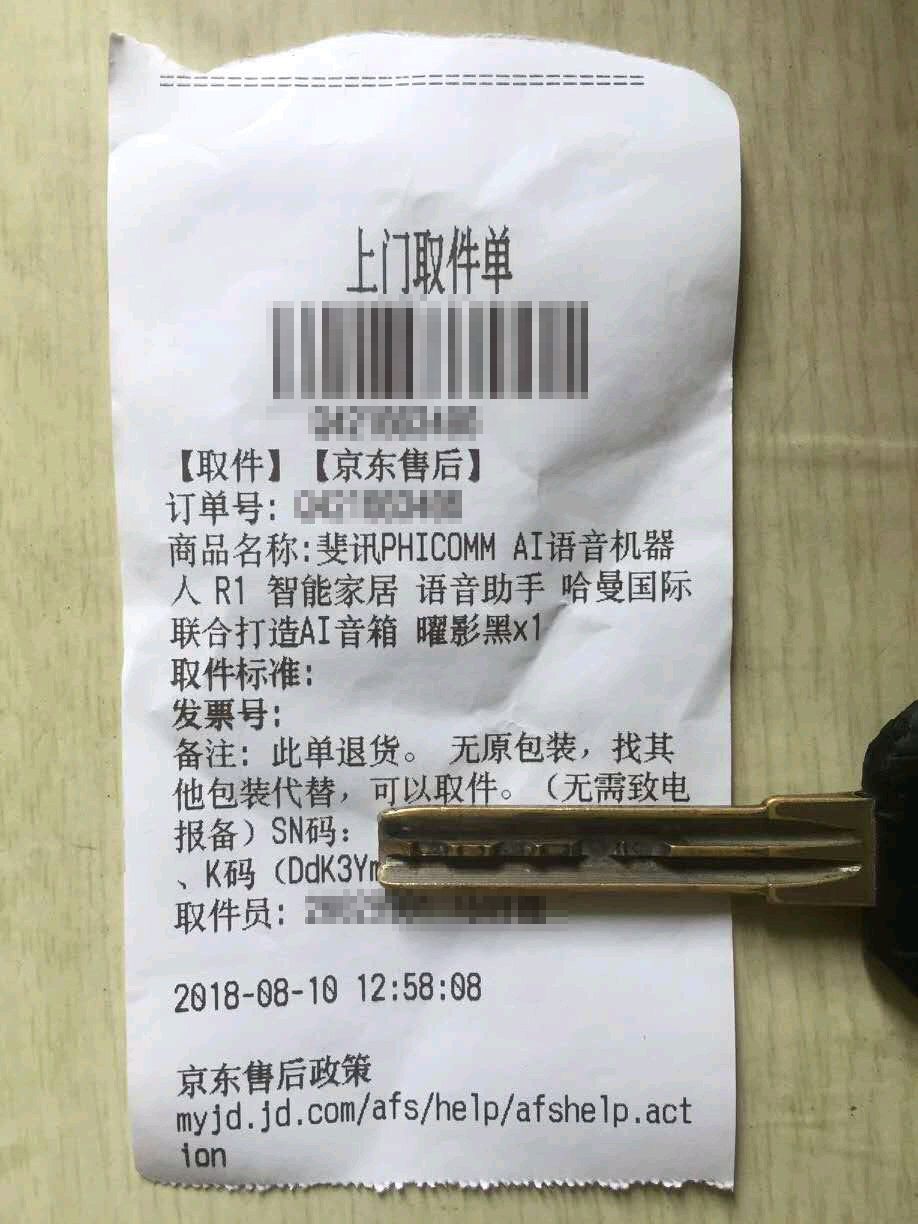 上门取件单
【取件】【京东售后】
订单号:
商品名称:斐讯PHICOMM AI语音机器
人 R1 智能家居 语音助手 哈曼国际
联合打造AI音箱 曜影黑x1
取件标准:
发票号:
备注: 此单退货。 无原包装，找其
他包装代替，可以取件。（无需致电
报备）SN码:
、K码（DdK3Y
取件员:
2018-08-10 12:58:08
京东售后政策
myjd.jd.com/afs/help/afshelp.act
ion